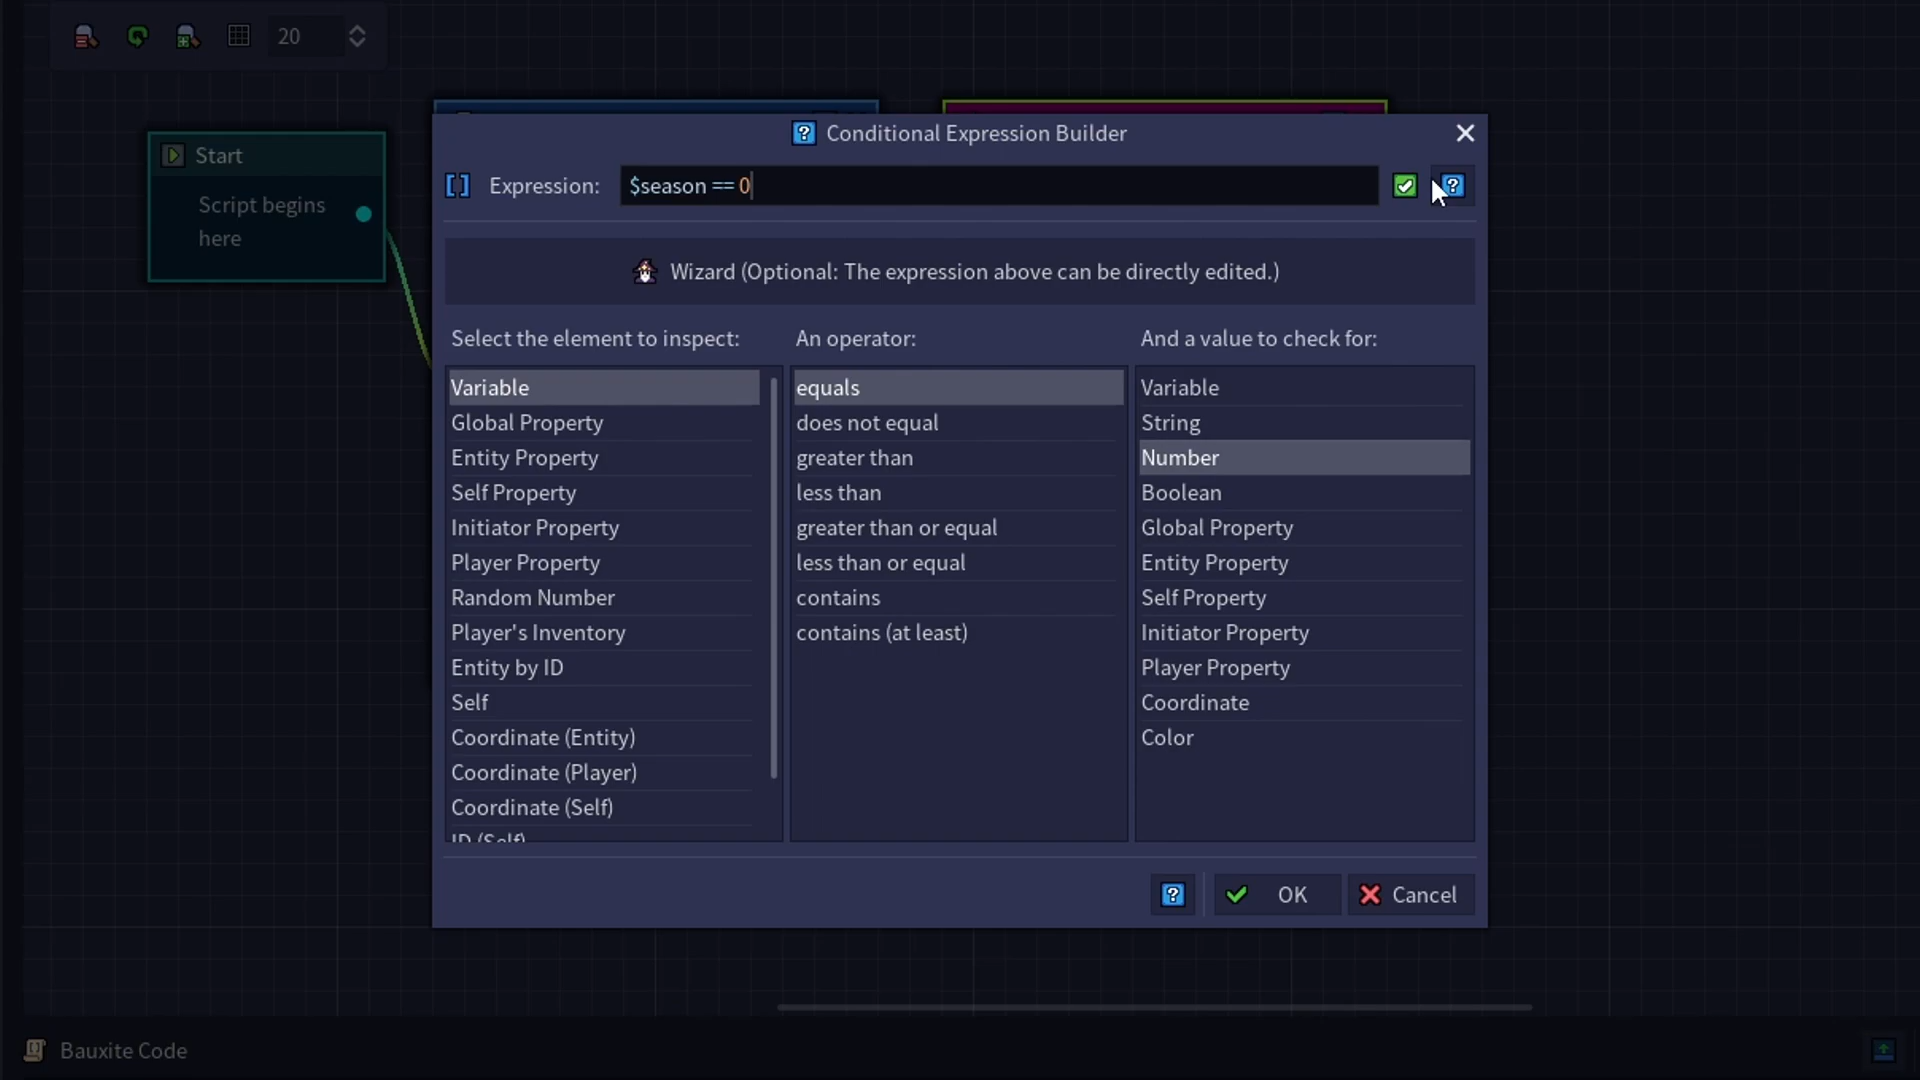 20
Start
Script begins
here
Conditional Expression Builder
Expression:
$season == 0
Wizard (Optional: The expression above can be directly edited.)
Select the element to inspect:
An operator:
And a value to check for:
Variable
Global Property
Entity Property
Self Property
Initiator Property
Player Property
Random Number
Player's Inventory
Entity by ID
Self
Coordinate (Entity)
Coordinate (Player)
Coordinate (Self)
ID (Self)
equals
does not equal
greater than
less than
greater than or equal
less than or equal
contains
contains (at least)
Variable
String
Number
Boolean
Global Property
Entity Property
Self Property
Initiator Property
Player Property
Coordinate
Color
OK
Cancel
Bauxite Code